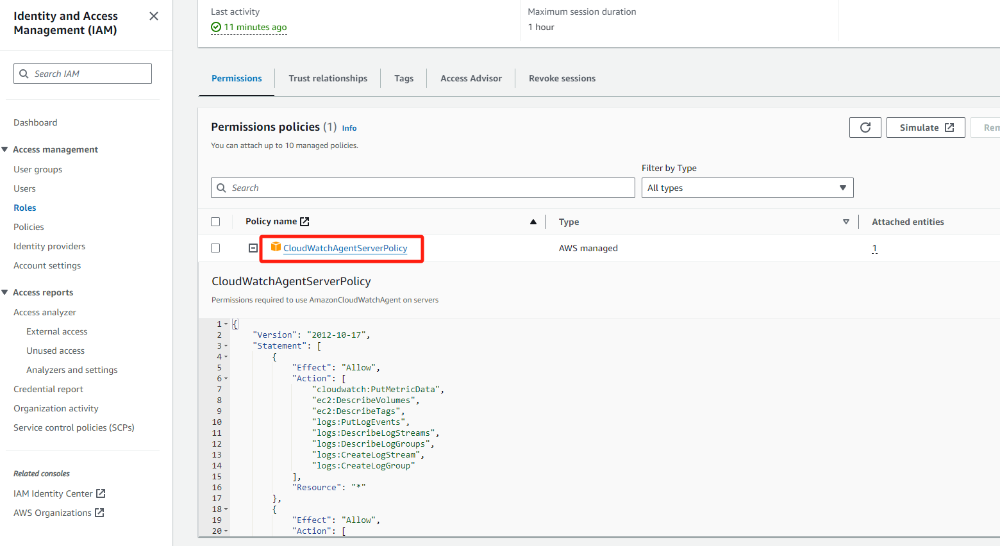 Identity and Access
Management (IAM)
Search IAM
Dashboard
Access management
User groups
Users
Roles
Policies
Identity providers
Account settings
Access reports
Access analyzer
External access
Unused access
Analyzers and settings
Credential report
Organization activity
Service control policies (SCPs)
Related consoles
IAM Identity Center
AWS Organizations
Last activity
11 minutes ago
Maximum session duration
1 hour
Permissions
Trust relationships
Tags
Access Advisor
Revoke sessions
Permissions policies (1) Info
You can attach up to 10 managed policies.
Simulate
Filter by Type
Search
All types
Policy name
Type
Attached entities
CloudWatchAgentServerPolicy
AWS managed
1
CloudWatchAgentServerPolicy
Permissions required to use AmazonCloudWatchAgent on servers
1 {
2 "Version": "2012-10-17",
3 "Statement": [
4 {
5 "Effect": "Allow",
6 "Action": [
7 "cloudwatch:PutMetricData",
8 "ec2:DescribeVolumes",
9 "ec2:DescribeTags",
10 "logs:PutLogEvents",
11 "logs:DescribeLogStreams",
12 "logs:DescribeLogGroups",
13 "logs:CreateLogStream",
14 "logs:CreateLogGroup"
15 ],
16 "Resource": "*"
17 },
18 {
19 "Effect": "Allow",
20 "Action": [